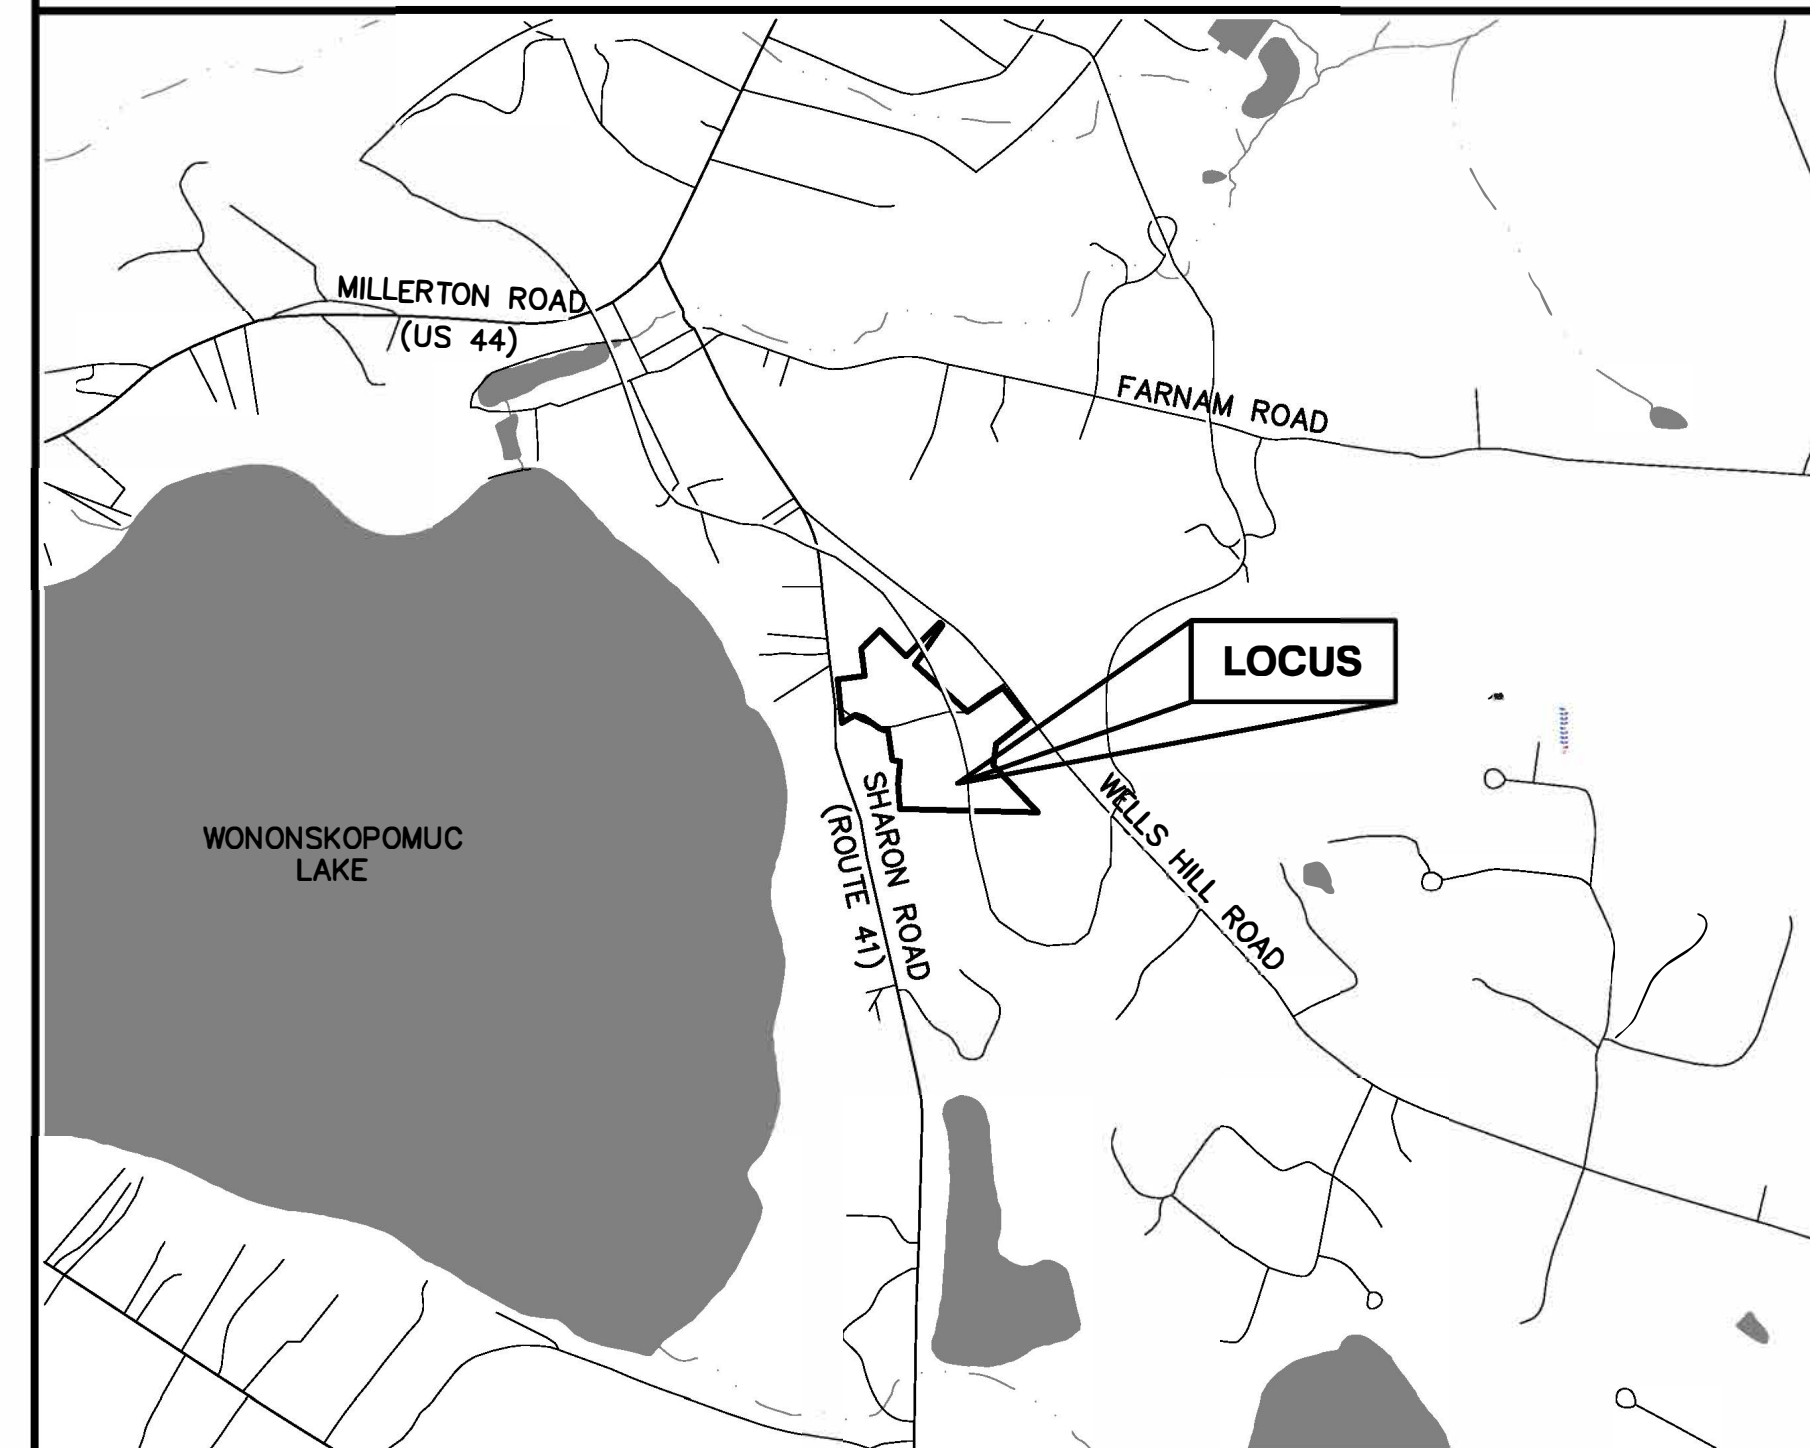 MILLERTON ROAD
(US 44)
FARNAM ROAD
LOCUS
WELLS HILL ROAD
SHARON ROAD
(ROUTE 41)
WONONSKOPOMUC
LAKE